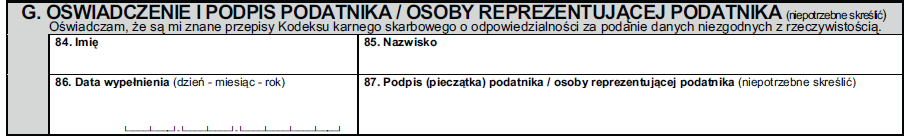 G. OŚWIADCZENIE I PODPIS PODATNIKA / OSOBY REPREZENTUJĄCEJ PODATNIKA (niepotrzebne skreślić)
Oświadczam, że są mi znane przepisy Kodeksu karnego skarbowego o odpowiedzialności za podanie danych niezgodnych z rzeczywistością.
84. Imię
85. Nazwisko
86. Data wypełnienia (dzień - miesiąc - rok)
87. Podpis (pieczątka) podatnika / osoby reprezentującej podatnika (niepotrzebne skreślić)